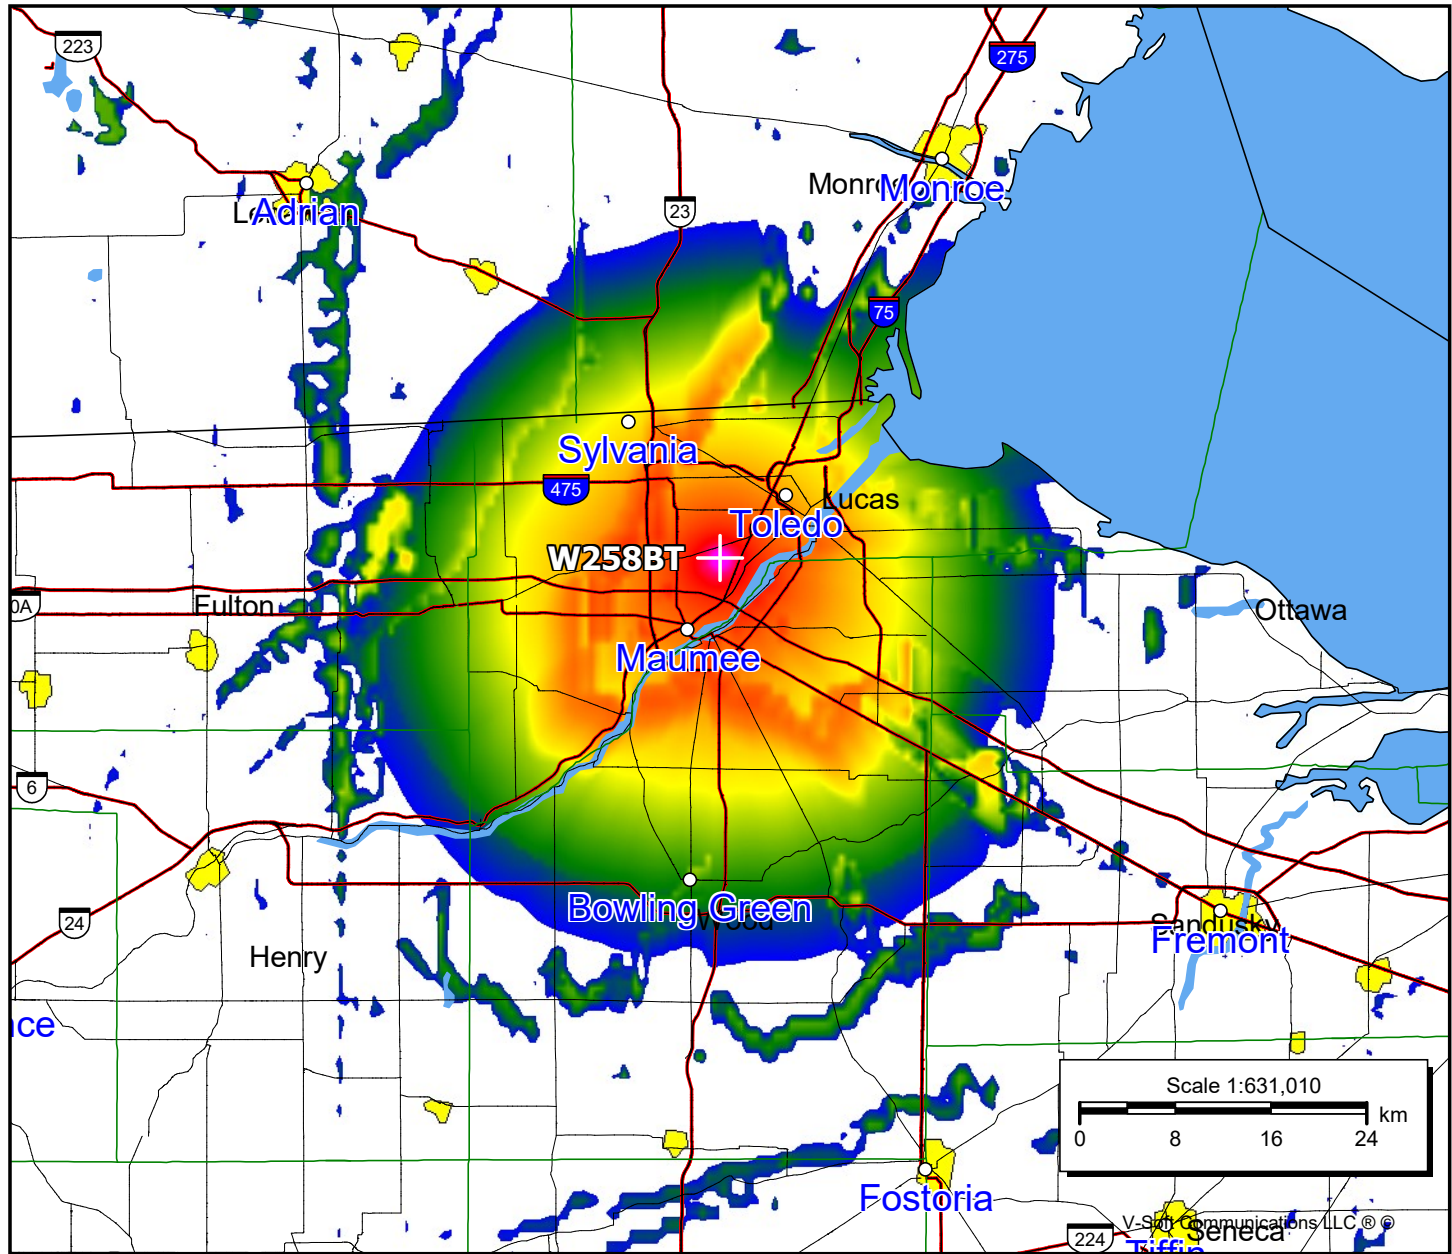 223
275
Monroe
Monroe
Adrian
23
75
Sylvania
475
Lucas
Toledo
W258BT
0A
Fulton
Ottawa
Maumee
6
Bowling Green
Wood
24
Sandusky
Fremont
Henry
nce
Scale 1:631,010
km
0 8 16 24
Fostoria
V-Soft Communications LLC ® ©
Seneca
224
Tiffin